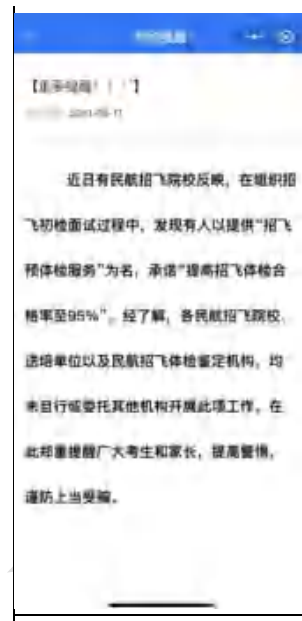 近日有民航招飞院校反映，在组织招
飞初检面试过程中，发现有人以提供“招飞
预体检服务”为名，承诺“提高招飞体检合
格率至95%”。经了解，各民航招飞院校、
送培单位以及民航招飞体检鉴定机构，均
未自行或委托其他机构开展此项工作。在
此郑重提醒广大考生和家长，提高警惕，
谨防上当受骗。